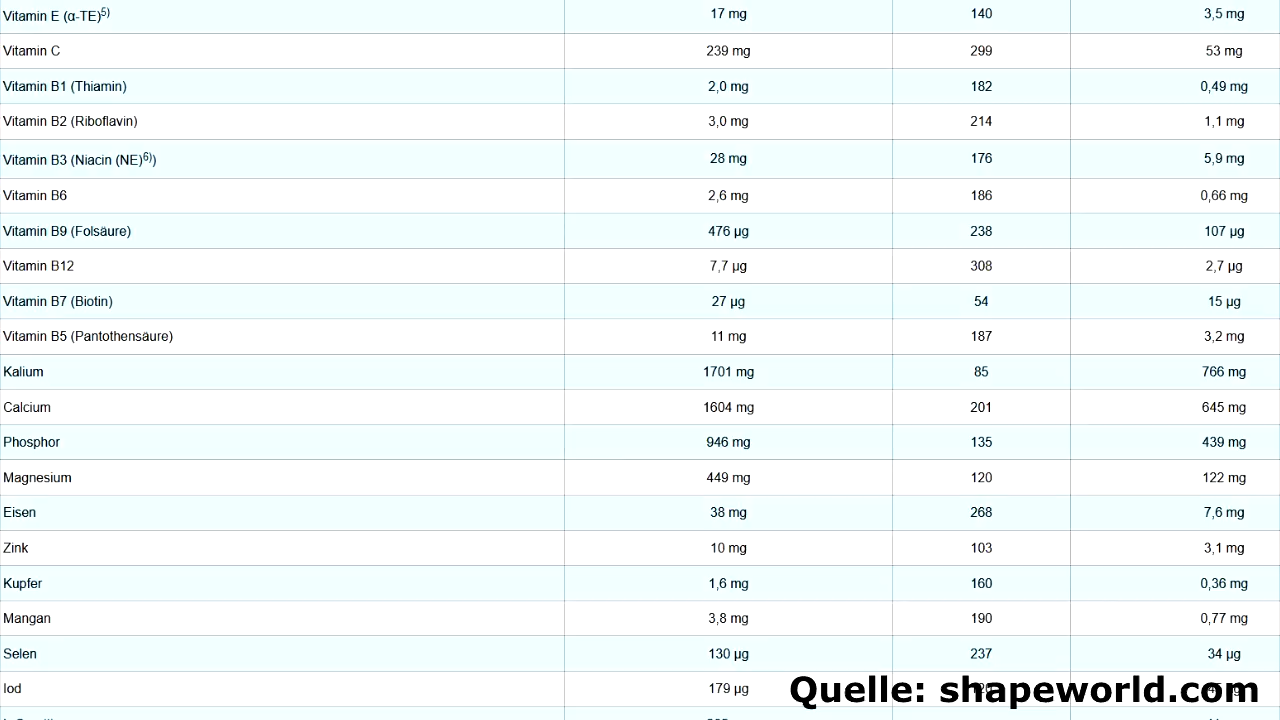 Vitamin E (α-TE)5) 17 mg 140 3,5 mg
Vitamin C 239 mg 299 53 mg
Vitamin B1 (Thiamin) 2,0 mg 182 0,49 mg
Vitamin B2 (Riboflavin) 3,0 mg 214 1,1 mg
Vitamin B3 (Niacin (NE)6)) 28 mg 176 5,9 mg
Vitamin B6 2,6 mg 186 0,66 mg
Vitamin B9 (Folsäure) 476 µg 238 107 µg
Vitamin B12 7,7 µg 308 2,7 µg
Vitamin B7 (Biotin) 27 µg 54 15 µg
Vitamin B5 (Pantothensäure) 11 mg 187 3,2 mg
Kalium 1701 mg 85 766 mg
Calcium 1604 mg 201 645 mg
Phosphor 946 mg 135 439 mg
Magnesium 449 mg 120 122 mg
Eisen 38 mg 268 7,6 mg
Zink 10 mg 103 3,1 mg
Kupfer 1,6 mg 160 0,36 mg
Mangan 3,8 mg 190 0,77 mg
Selen 130 µg 237 34 µg
Iod 179 µg
Quelle: shapeworld.com